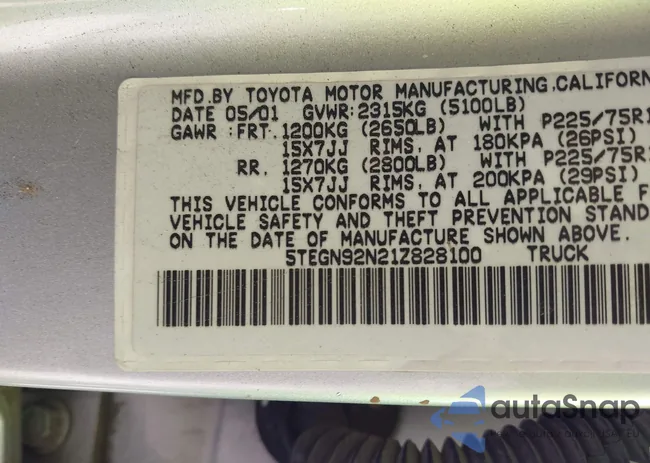 MFD.BY TOYOTA MOTOR MANUFACTURING.CALIFORN
DATE 05/01 GVWR:2315KG (5100LB)
GAWR :FRT.1200KG (2650LB) WITH P225/75R1
15X7JJ RIMS, AT 180KPA (26PSI)
RR. 1270KG (2800LB) WITH P225/75R1
15X7JJ RIMS, AT 200KPA (29PSI)
THIS VEHICLE CONFORMS TO ALL APPLICABLE F
VEHICLE SAFETY AND THEFT PREVENTION STAND
ON THE DATE OF MANUFACTURE SHOWN ABOVE.
5TEGN92N21Z828100 TRUCK
autoSnap